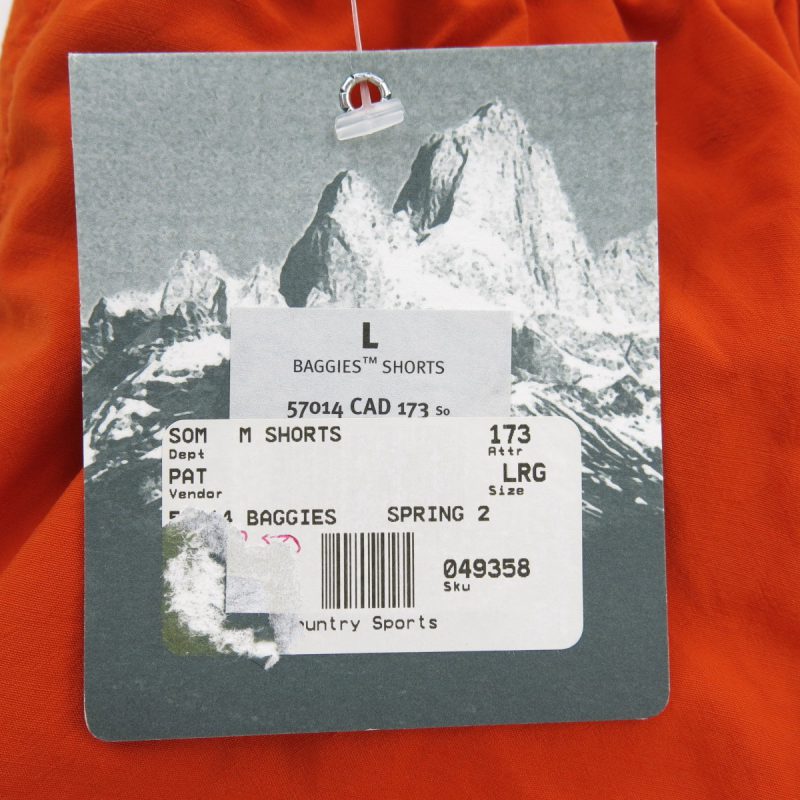 L
BAGGIES™ SHORTS
57014 CAD 173 So
SOM M SHORTS 173
Dept Attr
PAT LRG
Vendor Size
BAGGIES SPRING 2
049358
Sku
Sports